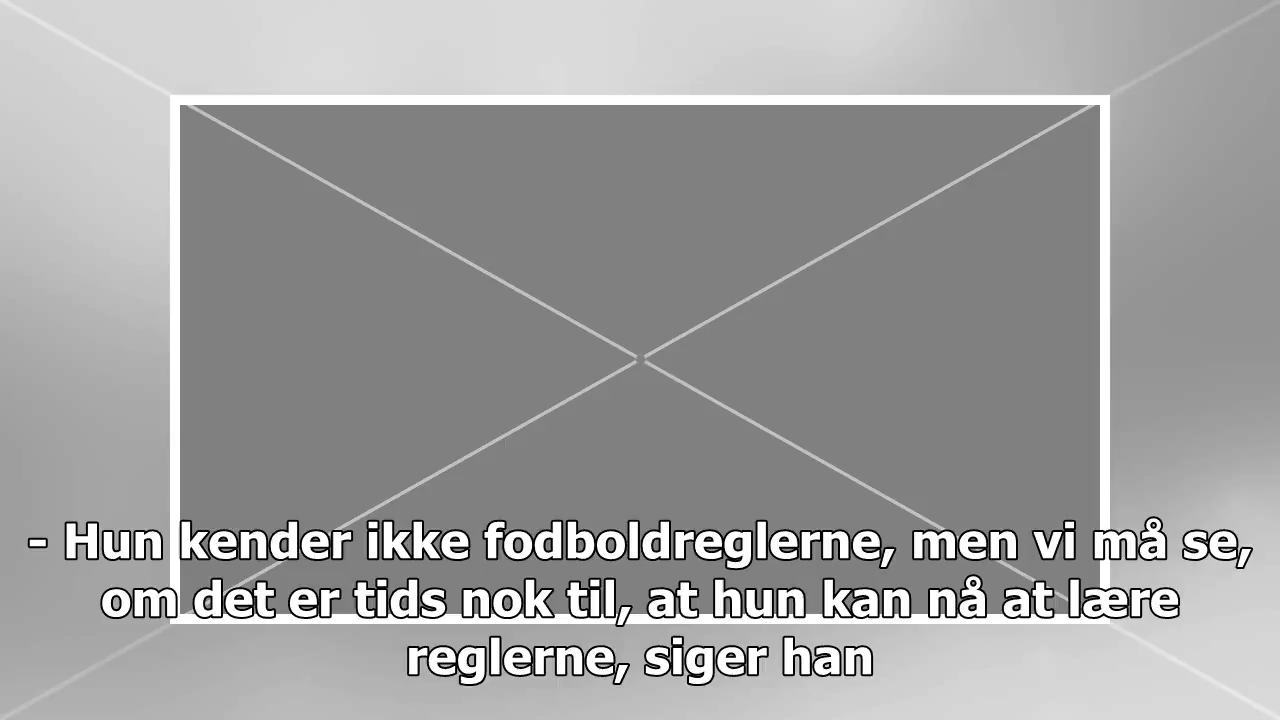 - Hun kender ikke fodboldreglerne, men vi må se,
om det er tids nok til, at hun kan nå at lære
reglerne, siger han